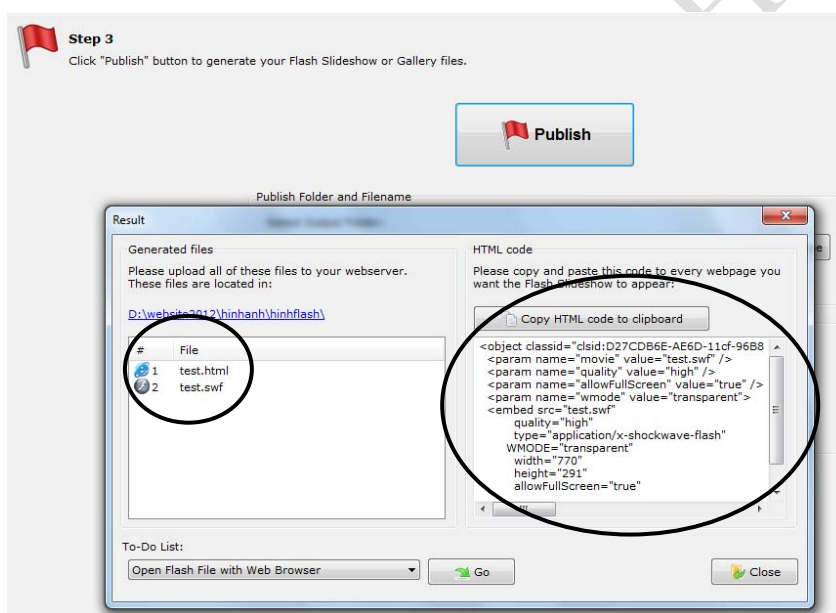 Step 3
Click "Publish" button to generate your Flash Slideshow or Gallery files.
Publish
Publish Folder and Filename
Result
Generated files
Please upload all of these files to your webserver.
These files are located in:
D:\website2012\hinhanh\hinhflash\
# File
1 test.html
2 test.swf
HTML code
Please copy and paste this code to every webpage you
want the Flash Slideshow to appear:
Copy HTML code to clipboard
<object classid="clsid:D27CDB6E-AE6D-11cf-96B8
<param name="movie" value="test.swf" />
<param name="quality" value="high" />
<param name="allowFullScreen" value="true" />
<param name="wmode" value="transparent">
<embed src="test.swf"
quality="high"
type="application/x-shockwave-flash"
WMODE="transparent"
width="770"
height="291"
allowFullScreen="true"
To-Do List:
Open Flash File with Web Browser
Go
Close